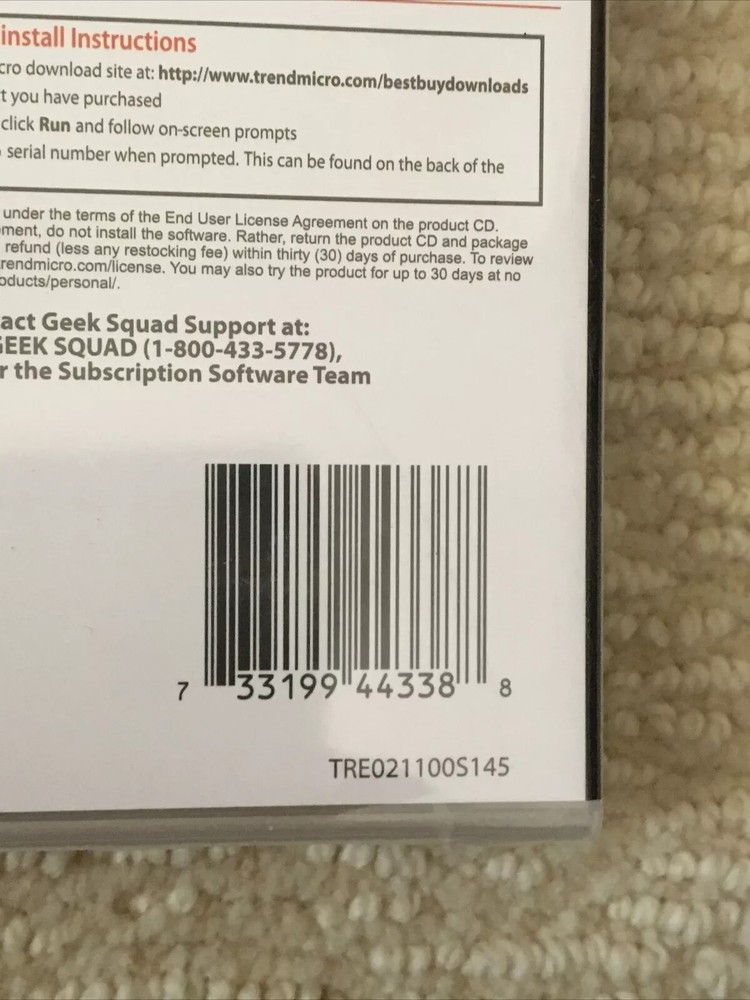 install Instructions
cro download site at: http://www.trendmicro.com/bestbuydownloads
t you have purchased
click Run and follow on-screen prompts
serial number when prompted. This can be found on the back of the
under the terms of the End User License Agreement on the product CD.
ment, do not install the software. Rather, return the product CD and package
refund (less any restocking fee) within thirty (30) days of purchase. To review
rendmicro.com/license. You may also try the product for up to 30 days at no
oducts/personal/.
act Geek Squad Support at:
GEEK SQUAD (1-800-433-5778),
r the Subscription Software Team
7 33199 44338 8
TRE021100S145